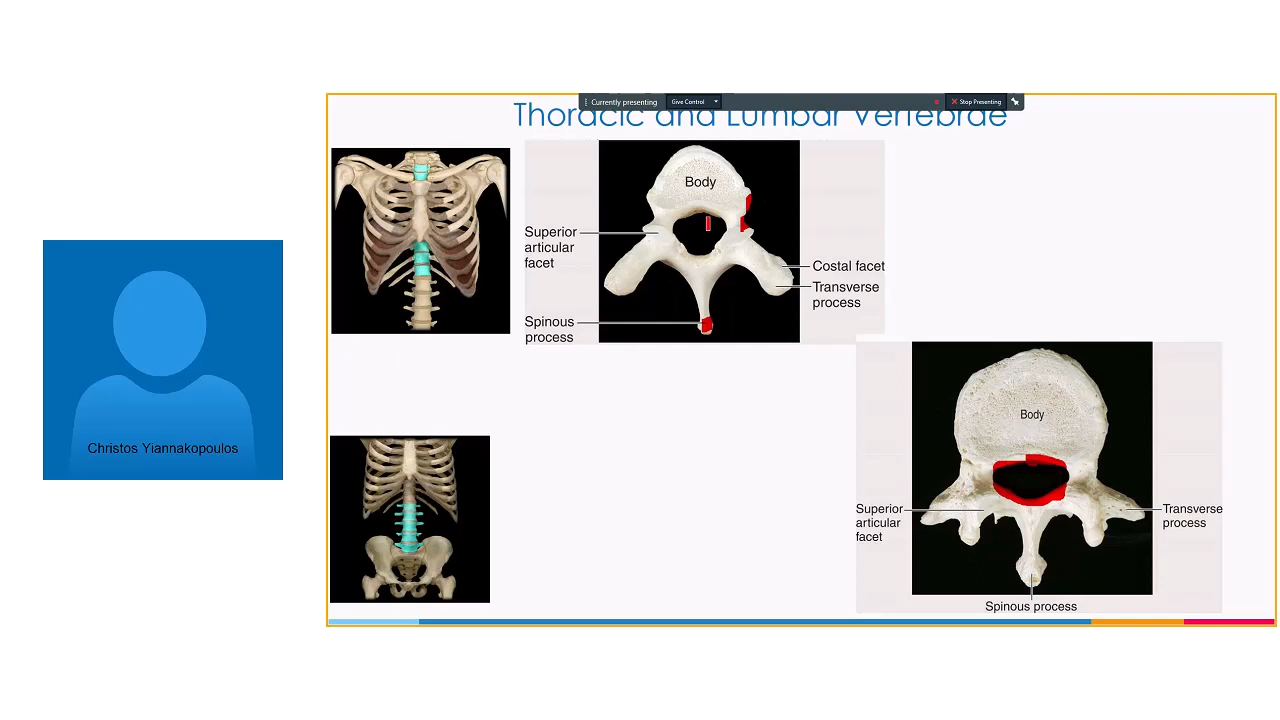 Currently presenting
Give Control
Stop Presenting
Thoracic and Lumbar Vertebrae
Body
Superior
articular
facet
Costal facet
Transverse
process
Spinous
process
Christos Yiannakopoulos
Body
Superior
articular
facet
Transverse
process
Spinous process